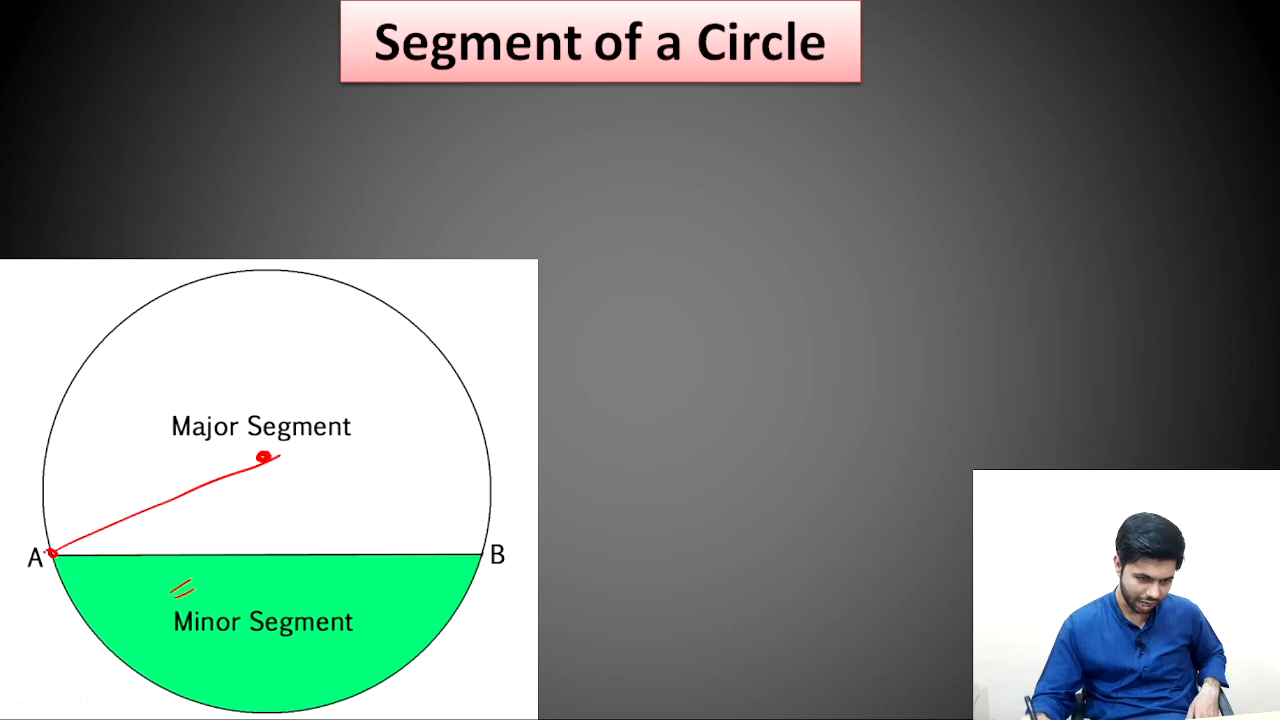 Segment of a Circle
Major Segment
A
B
Minor Segment